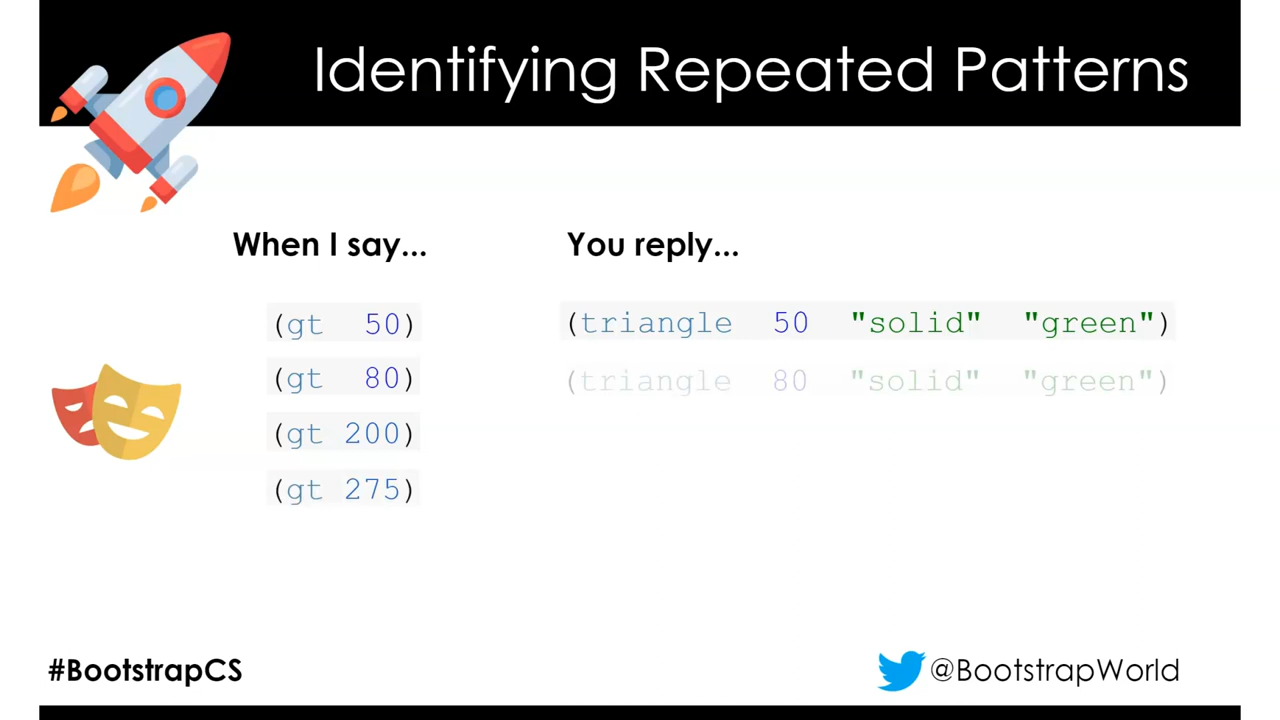 Identifying Repeated Patterns
When I say... You reply...
(gt 50) (triangle 50 "solid" "green")
(gt 80) (triangle 80 "solid" "green")
(gt 200)
(gt 275)
#BootstrapCS @BootstrapWorld